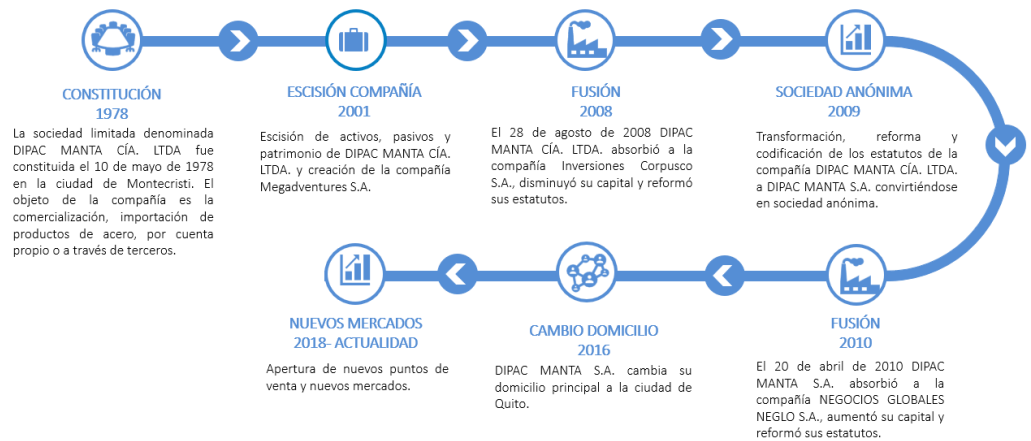 CONSTITUCIÓN
1978
La sociedad limitada denominada
DIPAC MANTA CÍA. LTDA fue
constituida el 10 de mayo de 1978
en la ciudad de Montecristi. El
objeto de la compañía es la
comercialización, importación de
productos de acero, por cuenta
propio o a través de terceros.
ESCISIÓN COMPAÑÍA
2001
Escisión de activos, pasivos y
patrimonio de DIPAC MANTA CÍA.
LTDA. y creación de la compañía
Megadventures S.A.
FUSIÓN
2008
El 28 de agosto de 2008 DIPAC
MANTA CÍA. LTDA. absorbió a la
compañía Inversiones Corpusco
S.A., disminuyó su capital y reformó
sus estatutos.
SOCIEDAD ANÓNIMA
2009
Transformación, reforma y
codificación de los estatutos de la
compañía DIPAC MANTA CÍA. LTDA.
a DIPAC MANTA S.A. convirtiéndose
en sociedad anónima.
FUSIÓN
2010
El 20 de abril de 2010 DIPAC
MANTA S.A. absorbió a la
compañía NEGOCIOS GLOBALES
NEGLO S.A., aumentó su capital y
reformó sus estatutos.
CAMBIO DOMICILIO
2016
DIPAC MANTA S.A. cambia su
domicilio principal a la ciudad de
Quito.
NUEVOS MERCADOS
2018- ACTUALIDAD
Apertura de nuevos puntos de
venta y nuevos mercados.